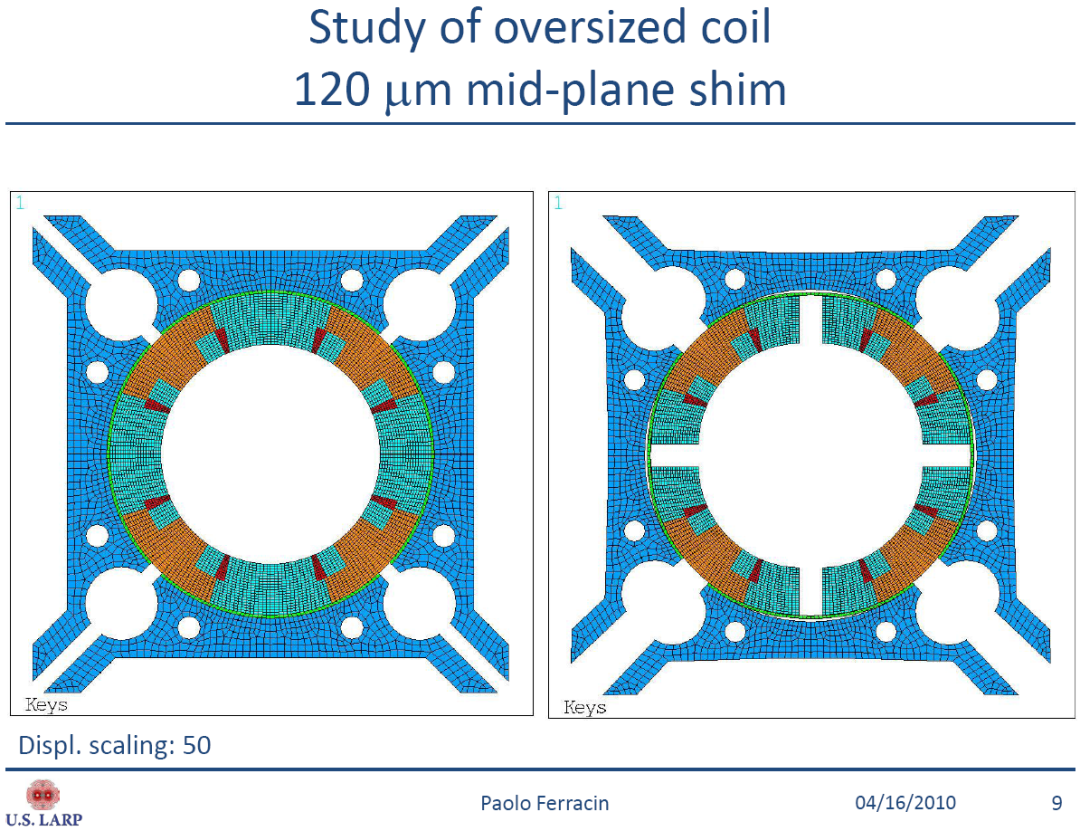 Study of oversized coil
120 µm mid-plane shim
1
1
Keys
Keys
Displ. scaling: 50
U.S. LARP
Paolo Ferracin
04/16/2010
9